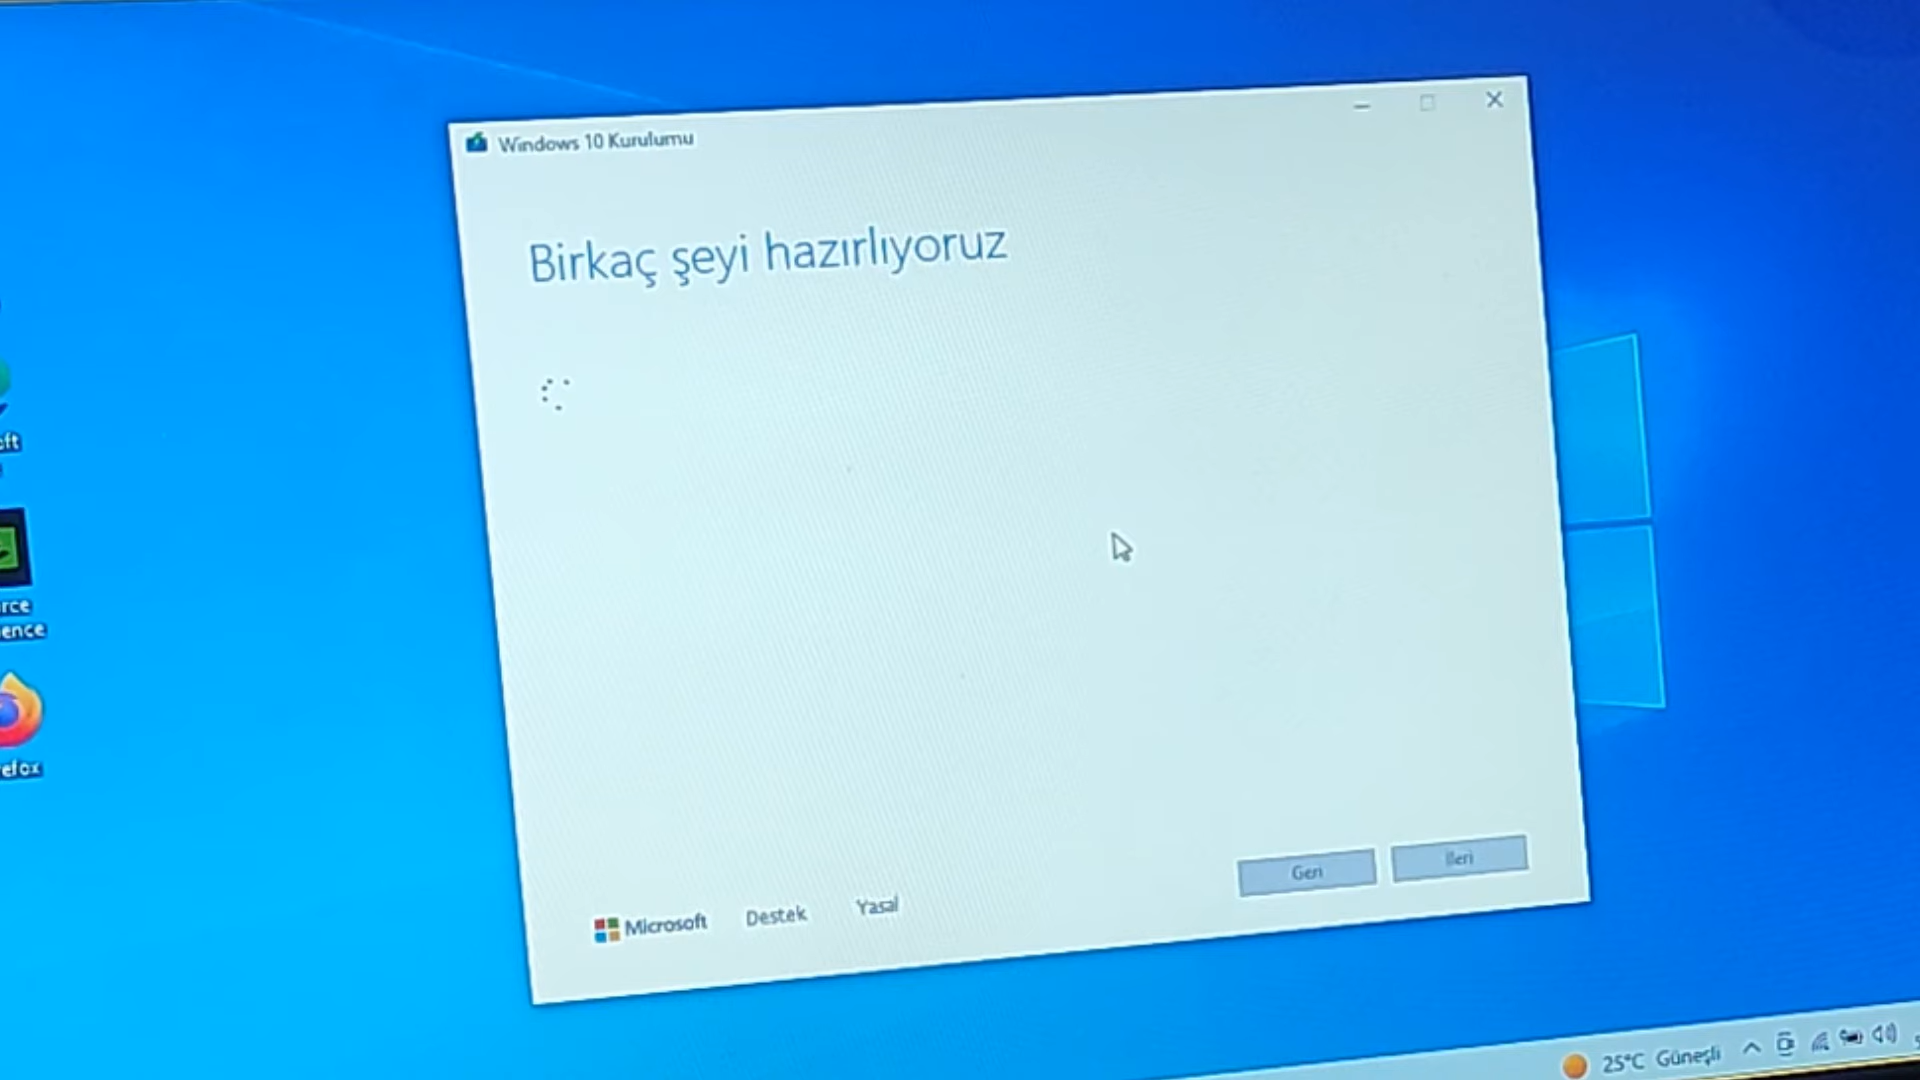 Windows 10 Kurulumu
Birkaç şeyi hazırlıyoruz
Geri
İleri
Microsoft
Destek
Yasal
25°C Güneşli